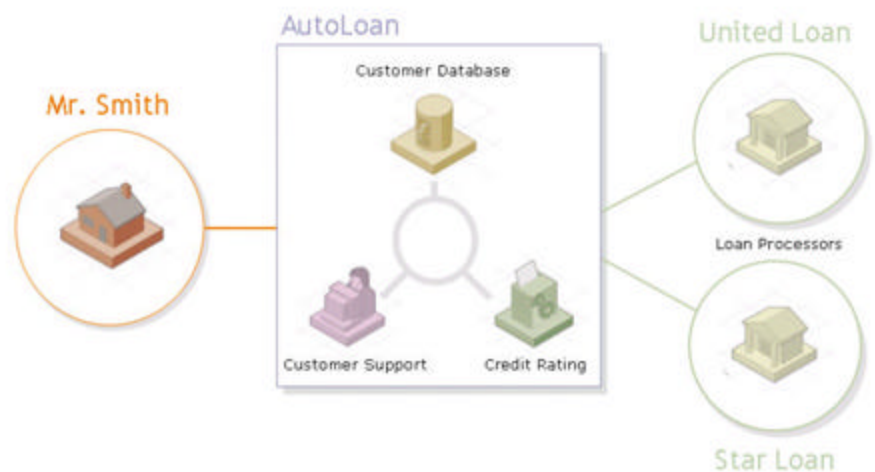 AutoLoan
United Loan
Customer Database
Mr. Smith
Loan Processors
Customer Support
Credit Rating
Star Loan